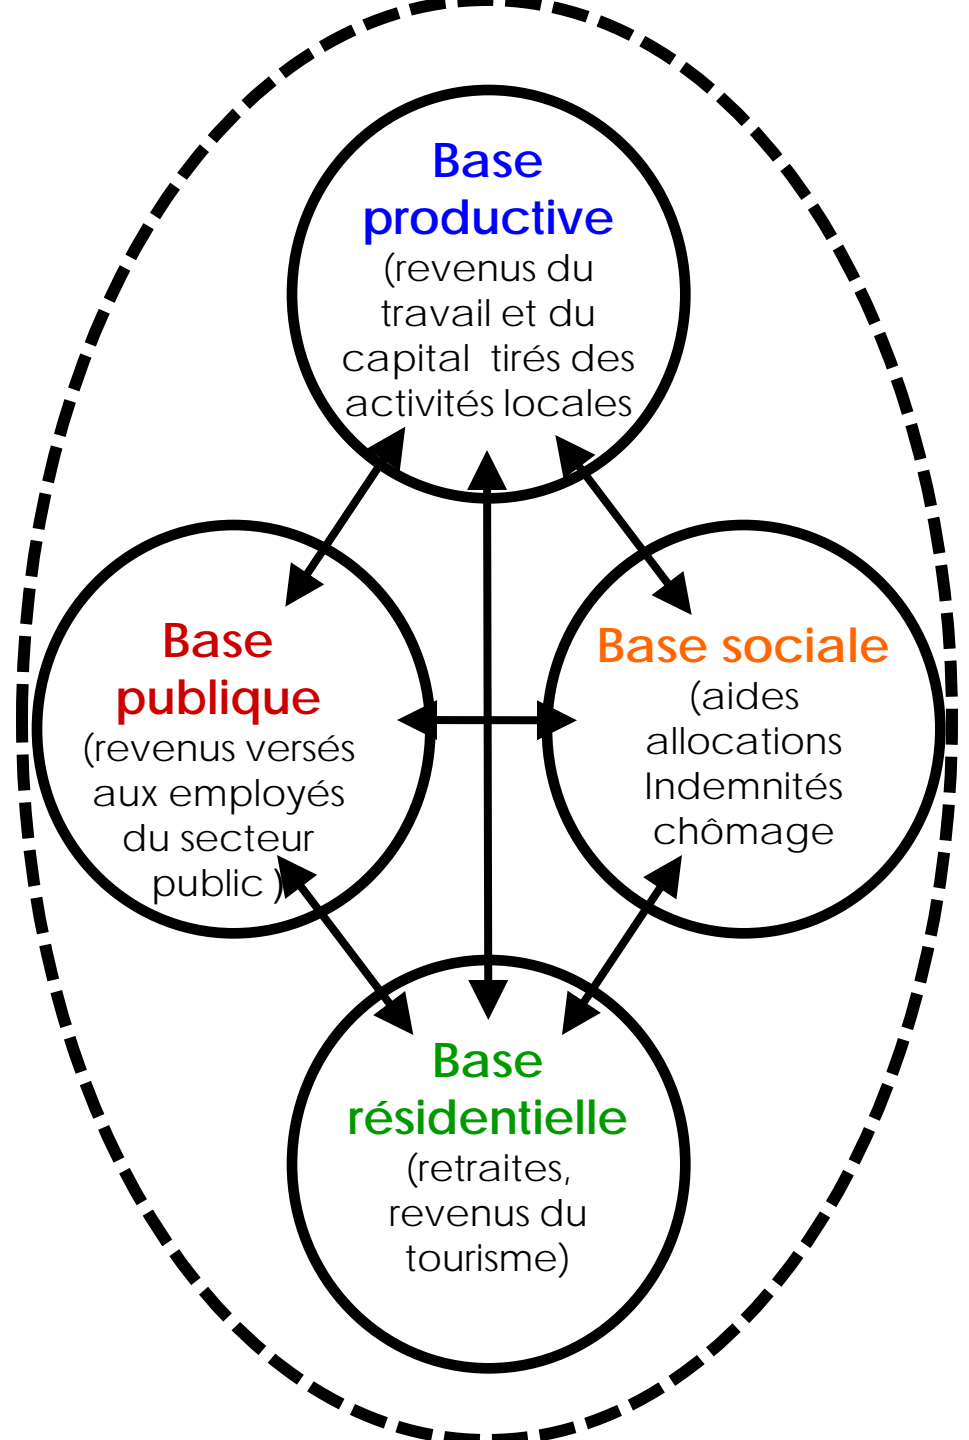 Base
productive
(revenus du
travail et du
capital tirés des
activités locales
Base
publique
(revenus versés
aux employés
du secteur
public )
Base sociale
(aides
allocations
Indemnités
chômage
Base
résidentielle
(retraites,
revenus du
tourisme)